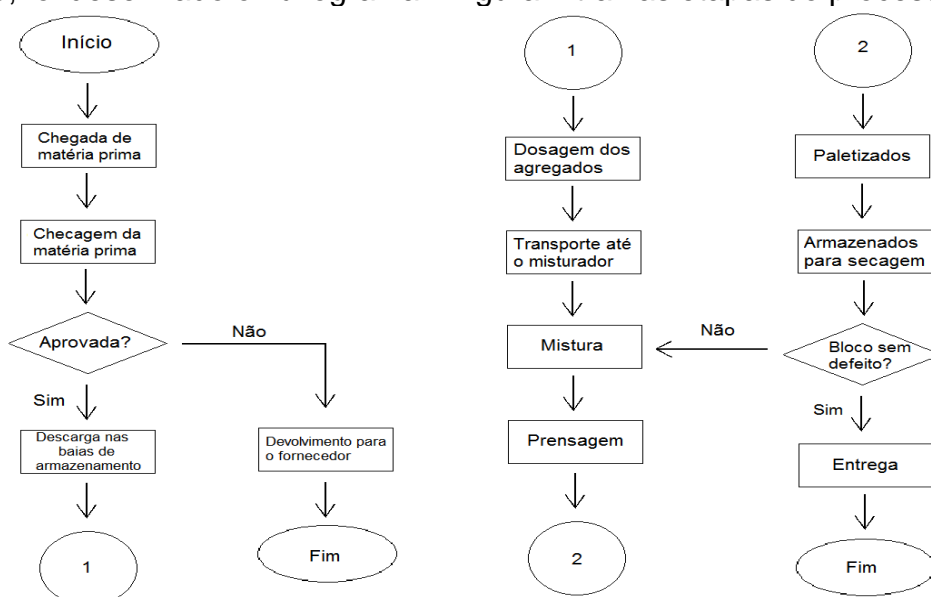 Início
Chegada de
matéria prima
Checagem da
matéria prima
Aprovada?
Não
Sim
Descarga nas
baias de
armazenamento
Devolvimento para
o fornecedor
1
Fim
1
Dosagem dos
agregados
Transporte até
o misturador
Mistura
Prensagem
2
2
Paletizados
Armazenados
para secagem
Bloco sem
defeito?
Não
Sim
Entrega
Fim